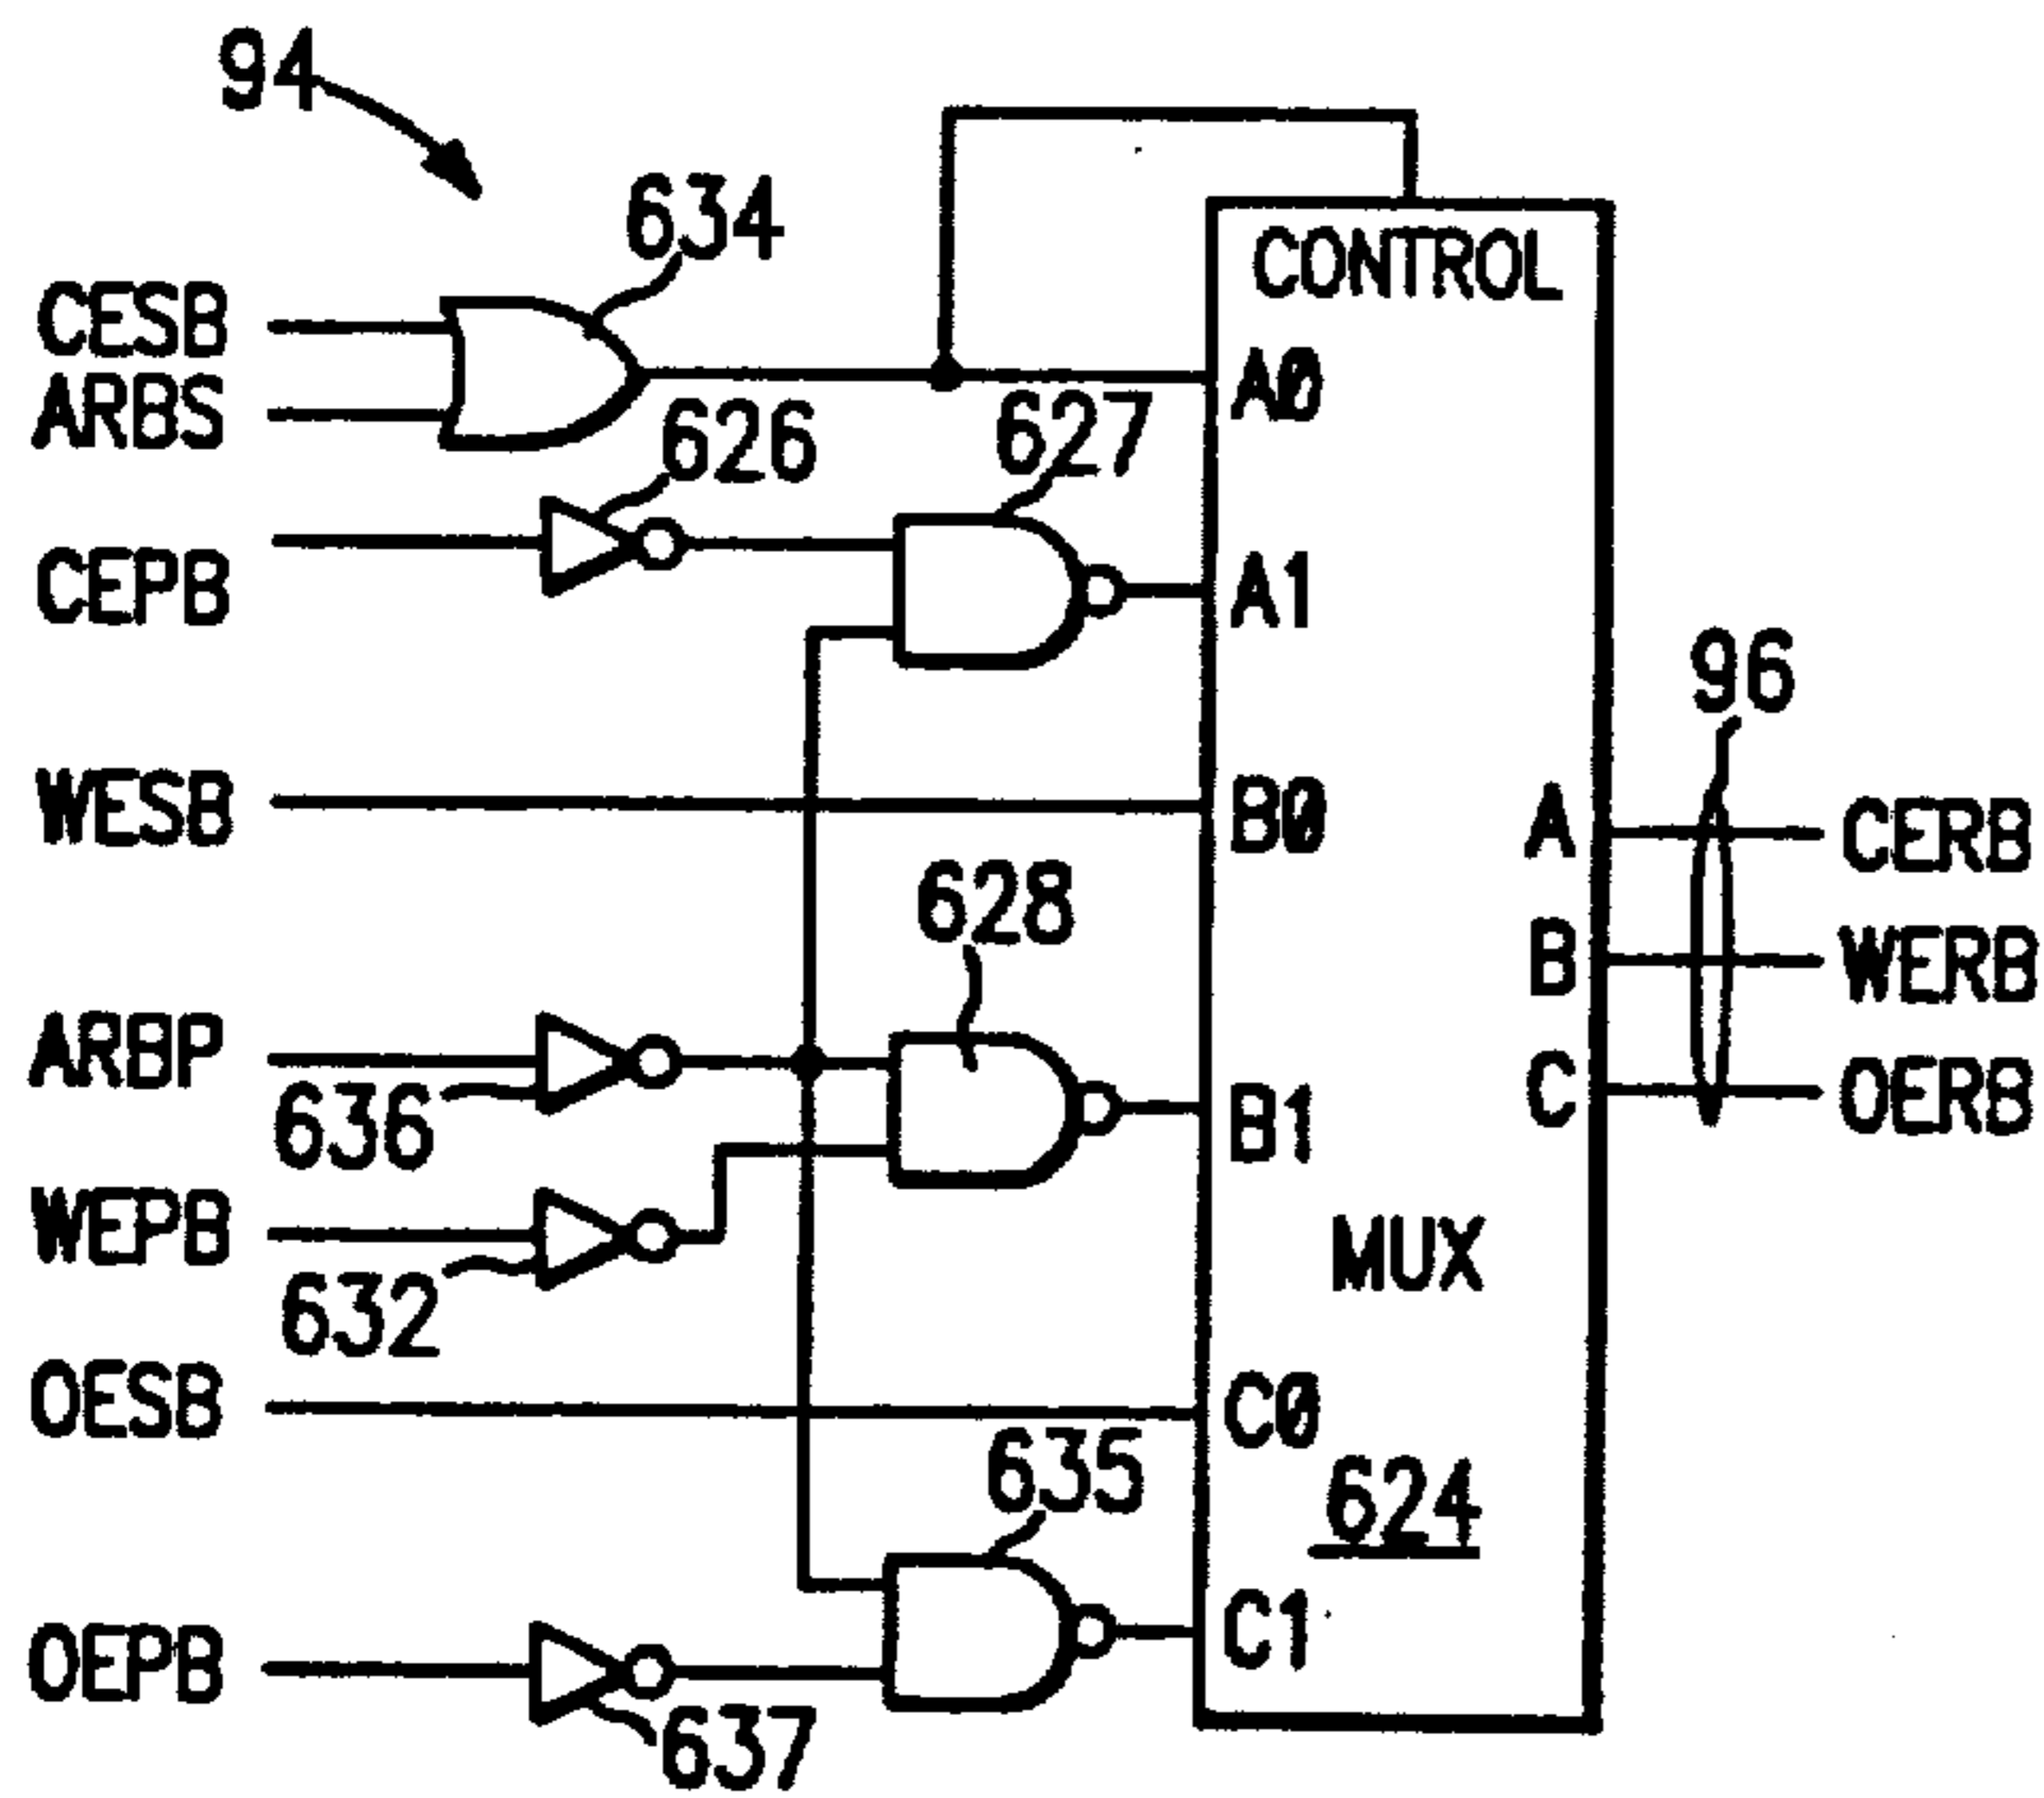 94
634
CONTROL
CESB
A0
ARBS
626
627
CEPB
A1
96
WESB
B0
A
CERB
628
B
WERB
ARBP
C
OERB
636
B1
WEPB
MUX
632
OESB
C0
635
624
C1
OEPB
637